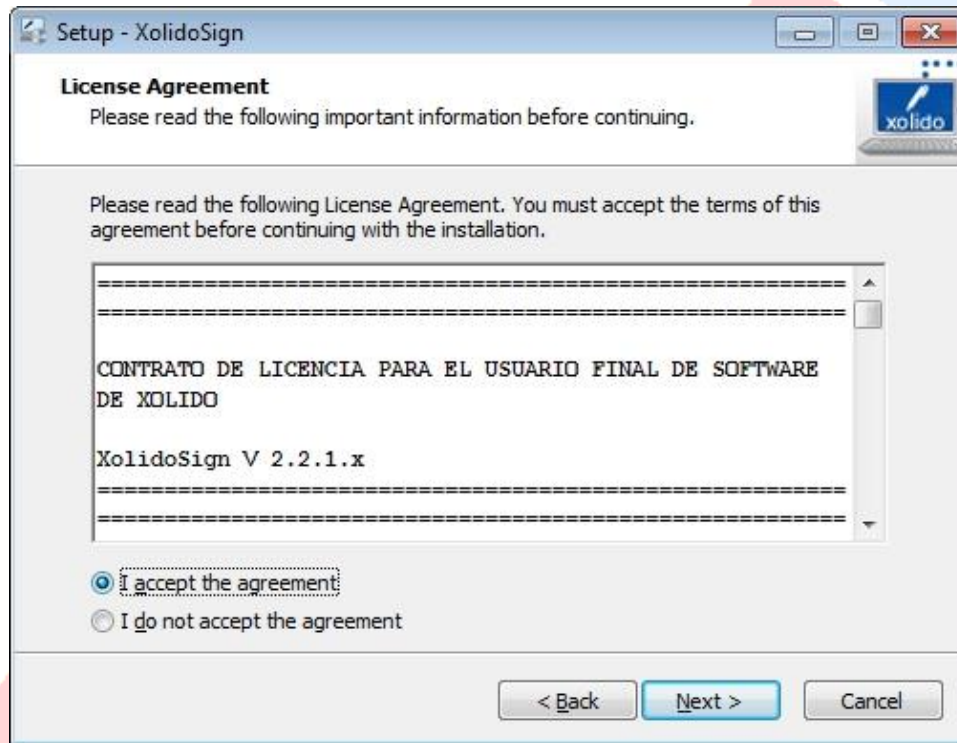 Setup - XolidoSign
License Agreement
Please read the following important information before continuing.
xolido
Please read the following License Agreement. You must accept the terms of this
agreement before continuing with the installation.
=======================================================
=======================================================
CONTRATO DE LICENCIA PARA EL USUARIO FINAL DE SOFTWARE
DE XOLIDO
XolidoSign V 2.2.1.x
=======================================================
=======================================================
I accept the agreement
I do not accept the agreement
< Back
Next >
Cancel